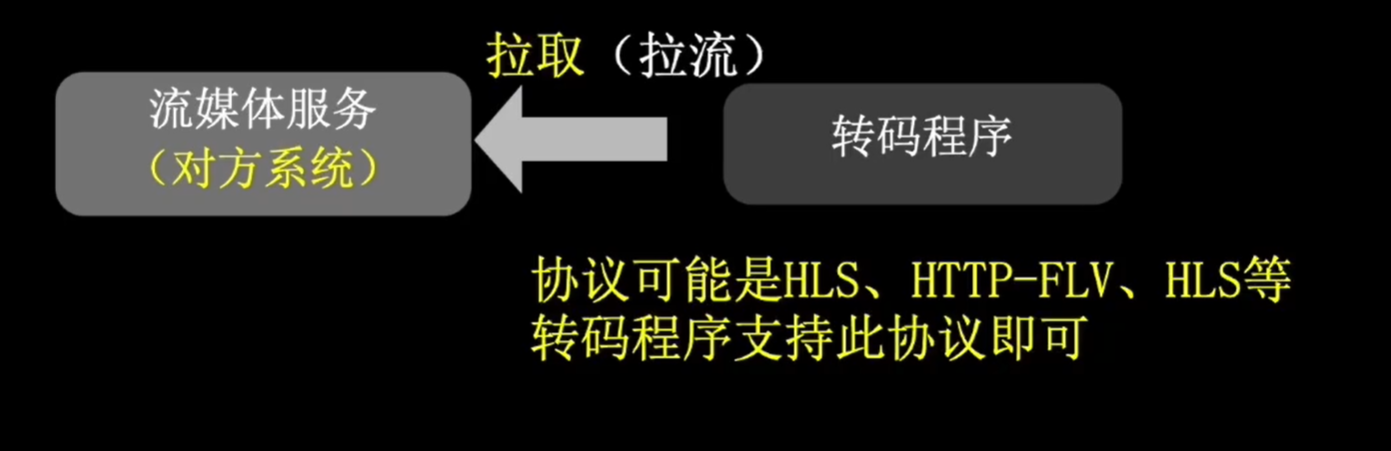 拉取（拉流）
流媒体服务
（对方系统）
转码程序
协议可能是HLS、HTTP-FLV、HLS等
转码程序支持此协议即可